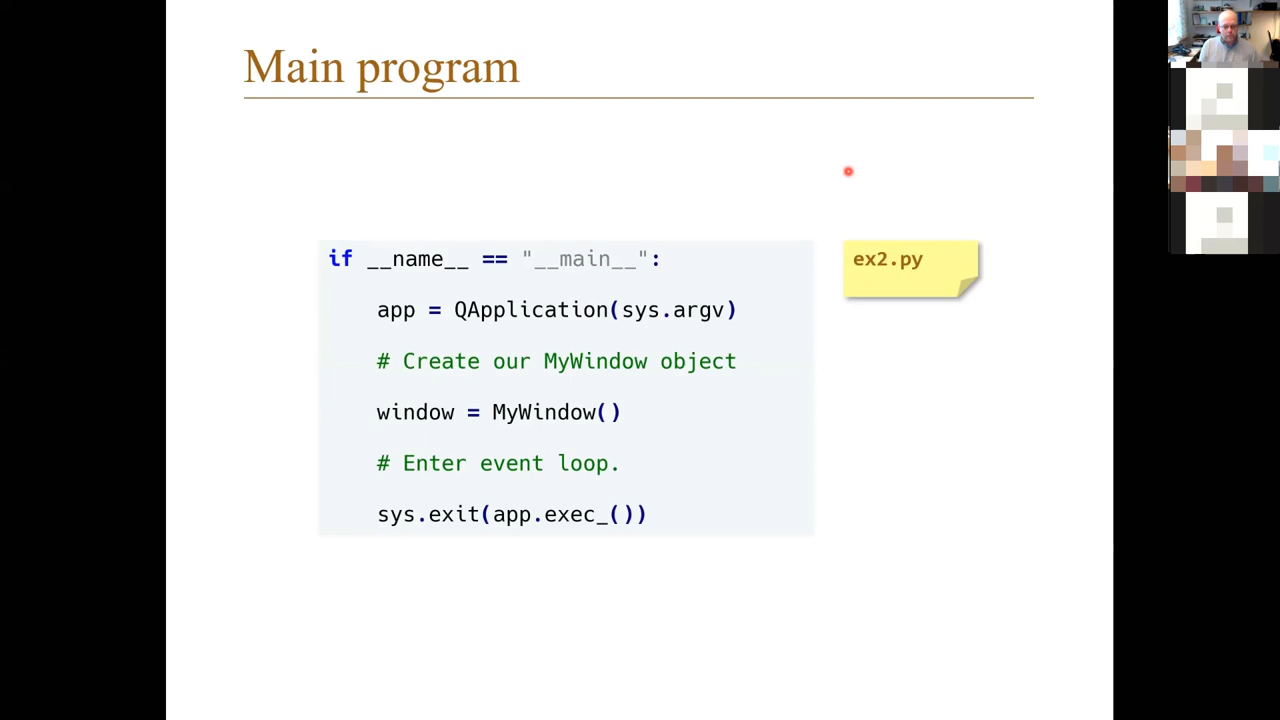 Main program
if __name__ == "__main__":
ex2.py
app = QApplication(sys.argv)
# Create our MyWindow object
window = MyWindow()
# Enter event loop.
sys.exit(app.exec_())